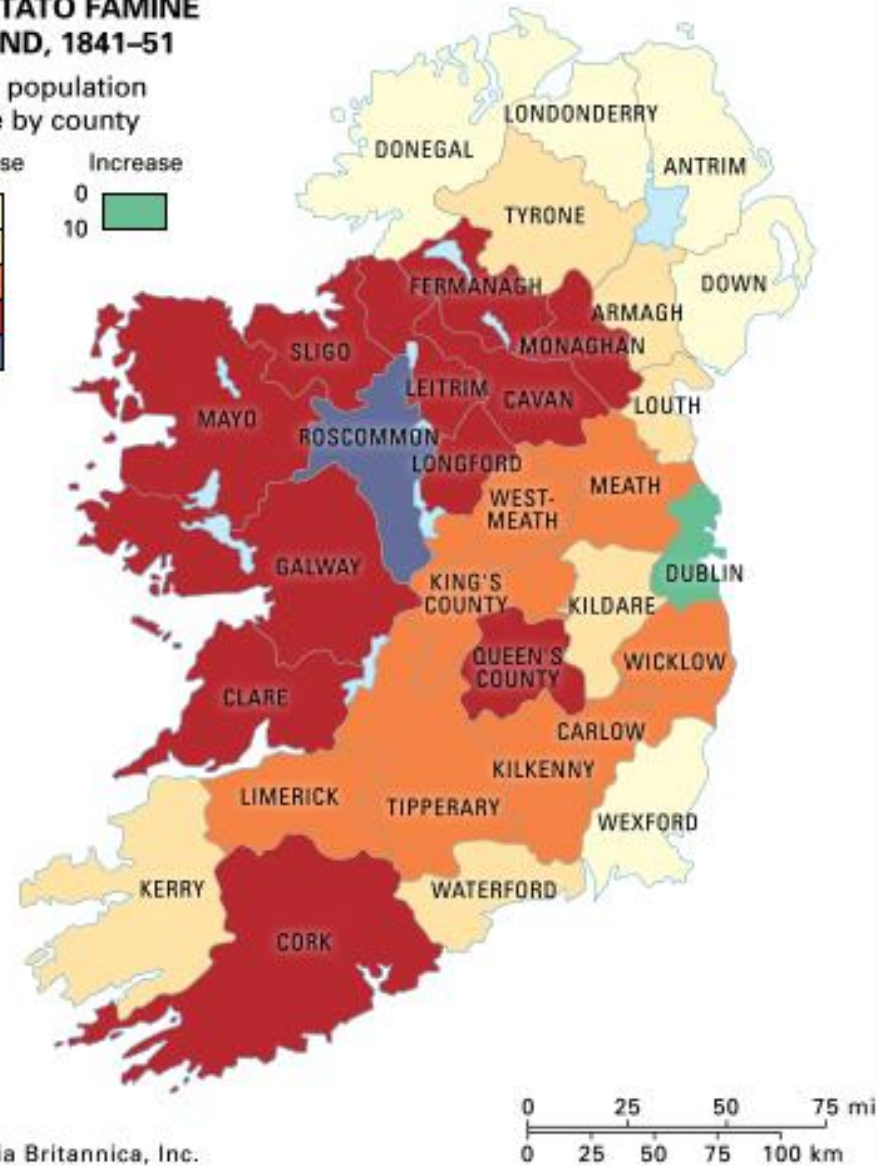 TATO FAMINE
ND, 1841–51
population
by county
Increase
0
10
LONDONDERRY
DONEGAL
ANTRIM
TYRONE
DOWN
FERMANAGH
ARMAGH
MONAGHAN
SLIGO
LEITRIM
CAVAN
LOUTH
MAYO
ROSCOMMON
LONGFORD
MEATH
WEST-
MEATH
GALWAY
DUBLIN
KING'S
COUNTY
KILDARE
QUEEN'S
COUNTY
WICKLOW
CLARE
CARLOW
KILKENNY
LIMERICK
TIPPERARY
WEXFORD
KERRY
WATERFORD
CORK
0 25 50 75 mi
0 25 50 75 100 km
ia Britannica, Inc.